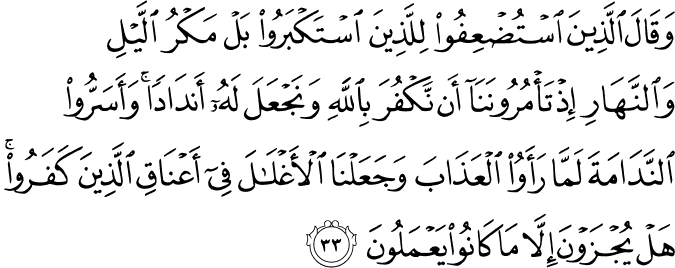 وَقَالَ ٱلَّذِينَ ٱسۡتُضۡعِفُواْ لِلَّذِينَ ٱسۡتَكۡبَرُواْ بَلۡ مَكۡرُ ٱلَّيۡلِ
وَٱلنَّهَارِ إِذۡ تَأۡمُرُونَنَآ أَن نَّكۡفُرَ بِٱللَّهِ وَنَجۡعَلَ لَهُۥٓ أَندَادٗاۚ وَأَسَرُّواْ
ٱلنَّدَامَةَ لَمَّا رَأَوُاْ ٱلۡعَذَابَ وَجَعَلۡنَا ٱلۡأَغۡلَٰلَ فِيٓ أَعۡنَاقِ ٱلَّذِينَ كَفَرُواْۚ
هَلۡ يُجۡزَوۡنَ إِلَّا مَا كَانُواْ يَعۡمَلُونَ ٣٣